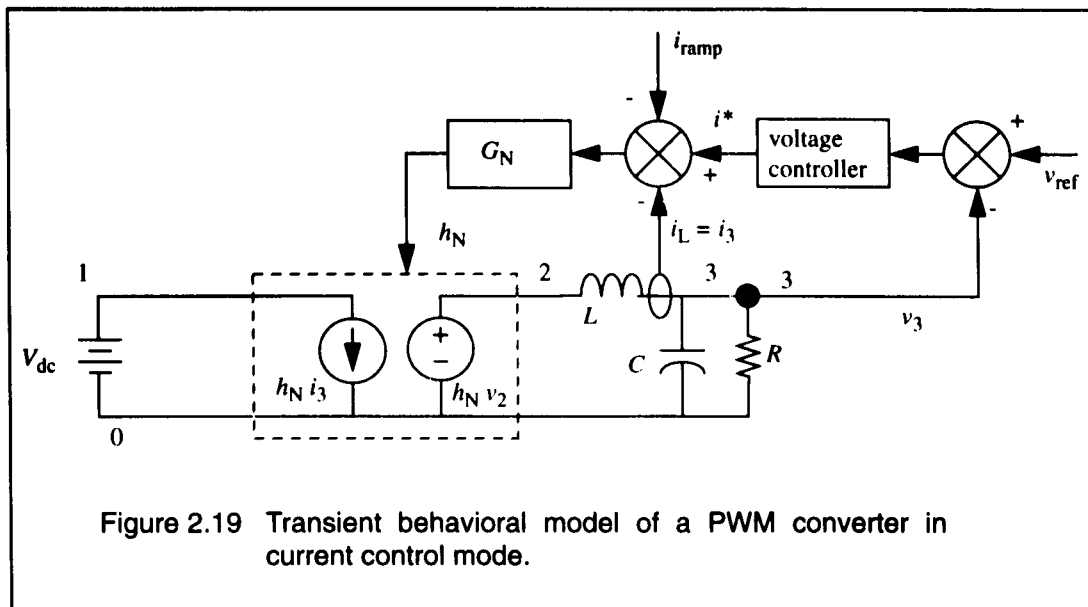 i_ramp
-
i*
+
-
G_N
voltage
controller
+
v_ref
-
h_N
i_L = i_3
1
2
L
3
3
v_3
V_dc
+
−
C
R
h_N i_3
h_N v_2
0
Figure 2.19 Transient behavioral model of a PWM converter in
current control mode.